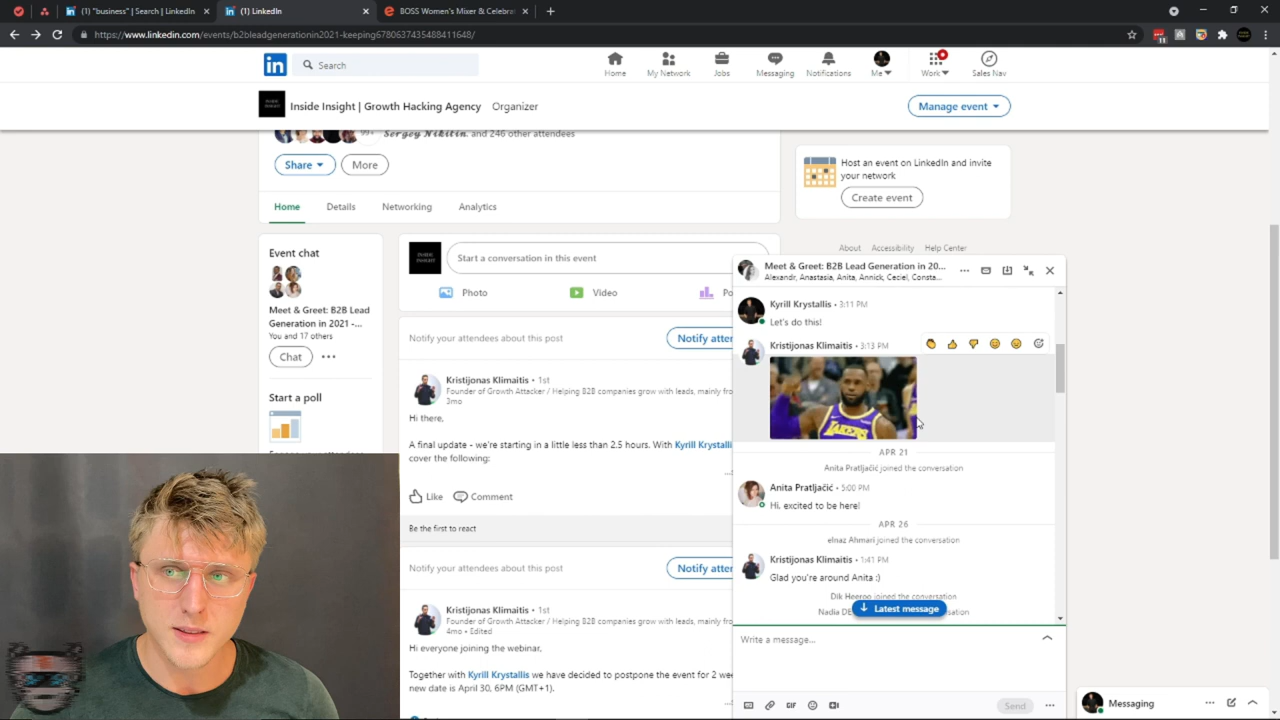 (1) "business" | Search | LinkedIn
(1) LinkedIn
BOSS Women's Mixer & Celebrat
https://www.linkedin.com/events/b2bleadgenerationin2021-keeping6780637435488411648/
in
Search
Home
My Network
Jobs
Messaging
Notifications
Me
Work
Sales Nav
Inside Insight | Growth Hacking Agency
Organizer
Manage event
99+
Sergey Nikitin, and 246 other attendees
Share
More
Home
Details
Networking
Analytics
Host an event on LinkedIn and invite
your network
Create event
About
Accessibility
Help Center
Event chat
Meet & Greet: B2B Lead
Generation in 2021 -...
You and 17 others
Chat
Start a poll
INSIDE
INSIGHT
Start a conversation in this event
Photo
Video
Po
Notify your attendees about this post
Notify atte
Kristijonas Klimaitis • 1st
Founder of Growth Attacker / Helping B2B companies grow with leads, mainly fro
3mo
Hi there,
A final update - we're starting in a little less than 2.5 hours. With Kyrill Krystalli
cover the following:
Like
Comment
Be the first to react
Notify your attendees about this post
Notify atte
Kristijonas Klimaitis • 1st
Founder of Growth Attacker / Helping B2B companies grow with leads, mainly fro
4mo • Edited
Hi everyone joining the webinar,
Together with Kyrill Krystallis we have decided to postpone the event for 2 wee
new date is April 30, 6PM (GMT+1).
Meet & Greet: B2B Lead Generation in 20...
Alexandr, Anastasia, Anita, Annick, Ceciel, Consta...
Kyrill Krystallis • 3:11 PM
Let's do this!
Kristijonas Klimaitis • 3:13 PM
LAKERS
APR 21
Anita Pratljačić joined the conversation
Anita Pratljačić • 5:00 PM
Hi, excited to be here!
APR 26
elnaz Ahmari joined the conversation
Kristijonas Klimaitis • 1:41 PM
Glad you're around Anita :)
Dik Heeroo joined the conversation
Latest message
Write a message...
GIF
Send
Messaging